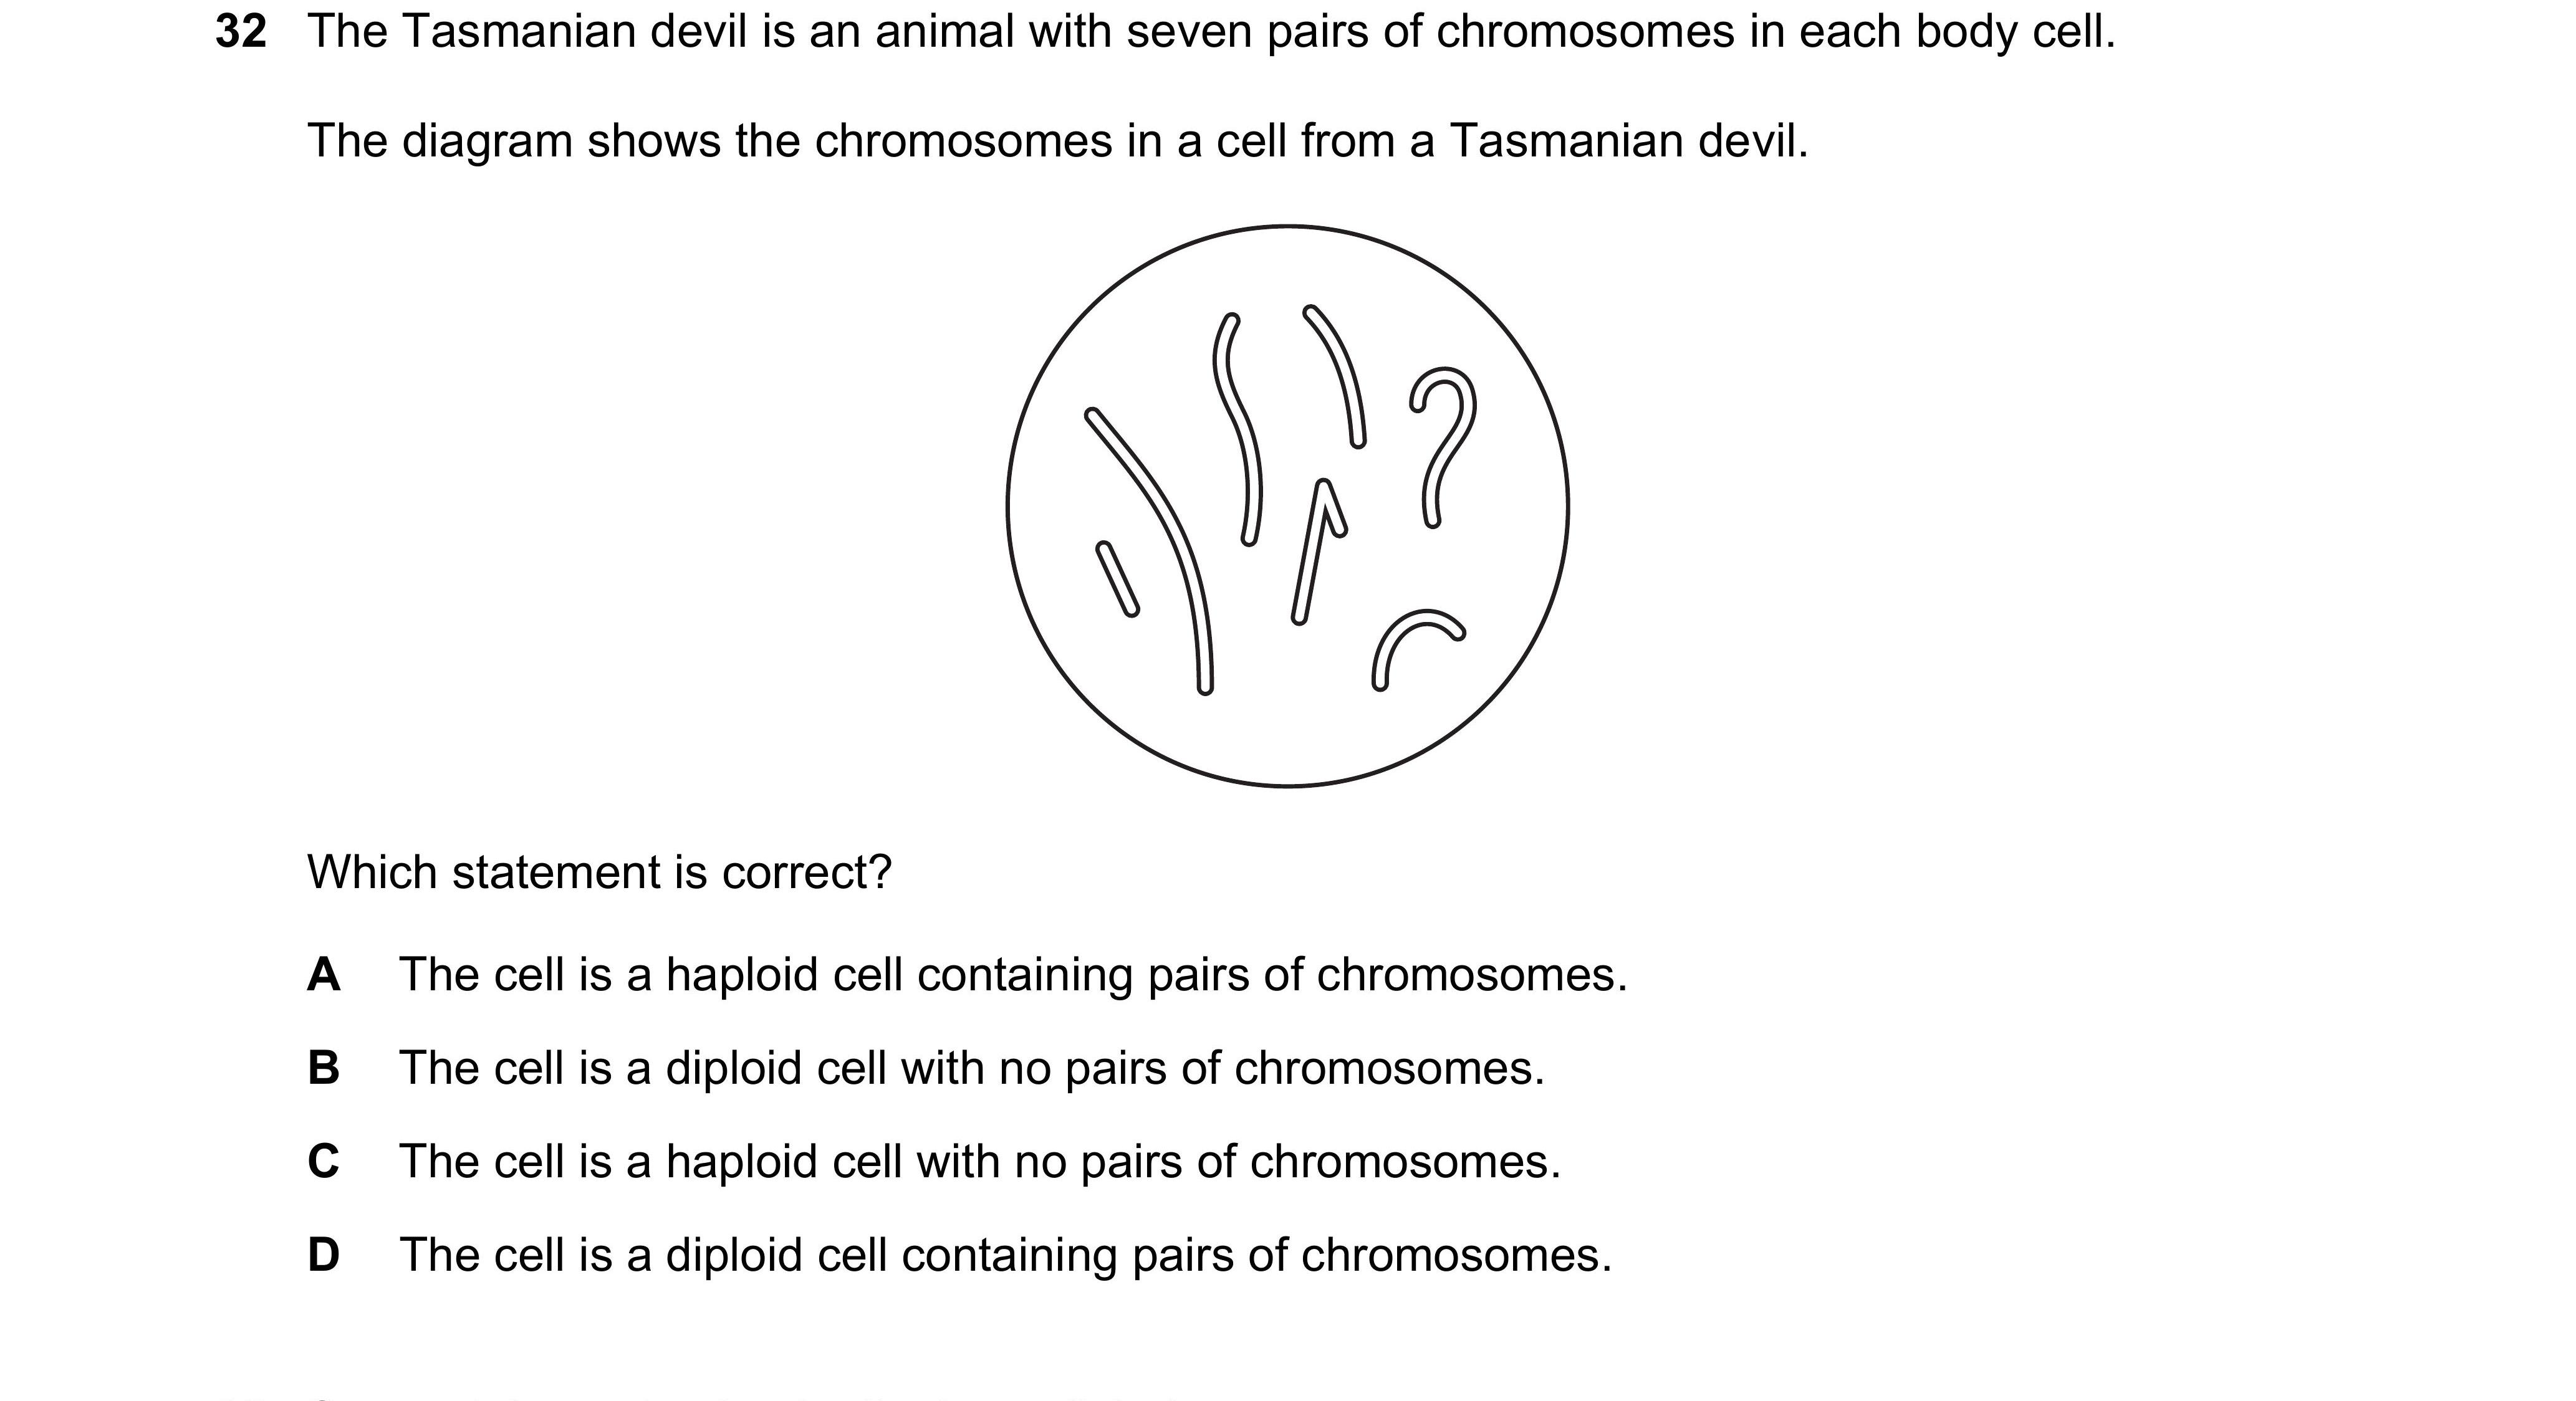 32 The Tasmanian devil is an animal with seven pairs of chromosomes in each body cell.
The diagram shows the chromosomes in a cell from a Tasmanian devil.
Which statement is correct?
A The cell is a haploid cell containing pairs of chromosomes.
B The cell is a diploid cell with no pairs of chromosomes.
C The cell is a haploid cell with no pairs of chromosomes.
D The cell is a diploid cell containing pairs of chromosomes.